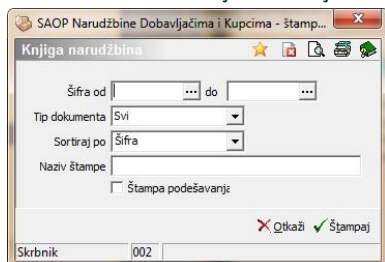 SAOP Narudžbine Dobavljačima i Kupcima - štamp...
Knjiga narudžbina
Šifra od ... do ...
Tip dokumenta Svi
Sortiraj po Šifra
Naziv štampe
Štampa podešavanja
Otkaži Štampaj
Skrbnik 002